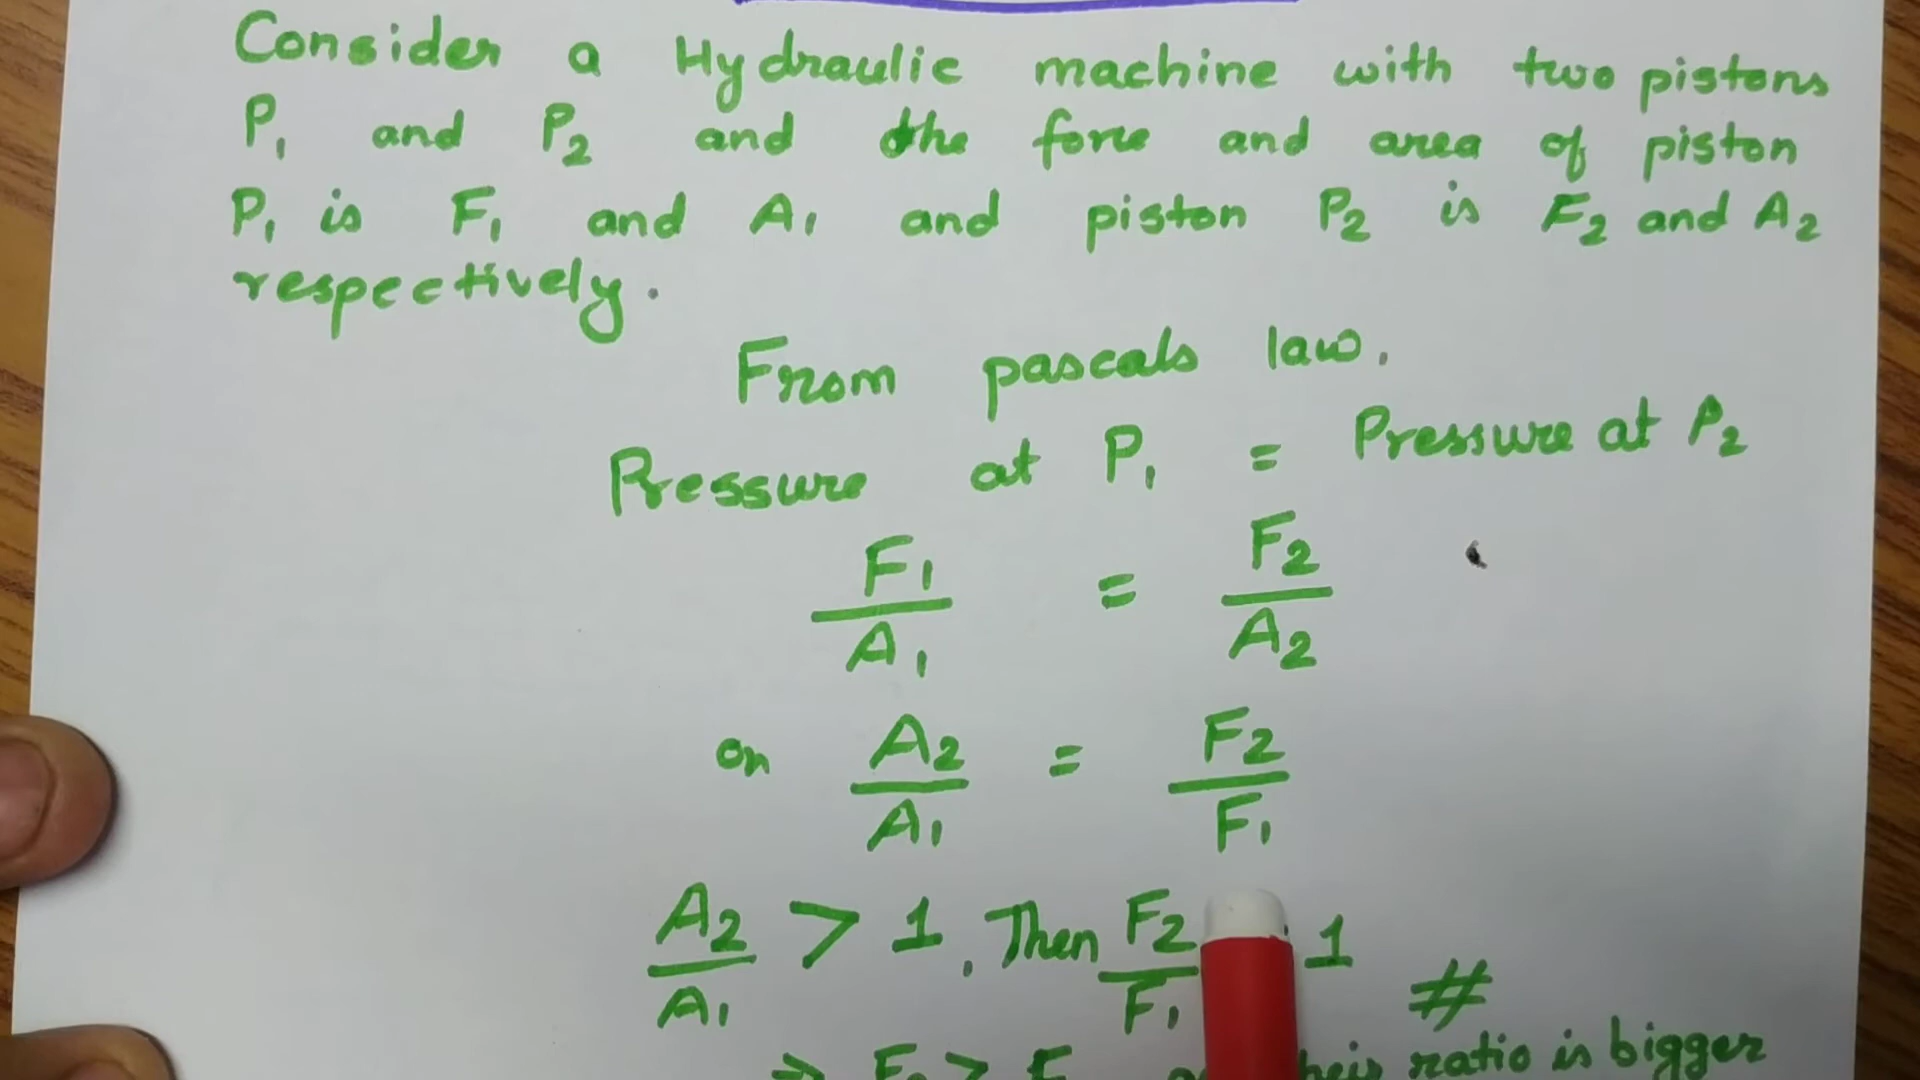 Consider a Hydraulic machine with two pistons
P₁ and P₂ and the force and area of piston
P₁ is F₁ and A₁ and piston P₂ is F₂ and A₂
respectively.
From pascals law.
Pressure at P₁ = Pressure at P₂
F₁/A₁ = F₂/A₂
or A₂/A₁ = F₂/F₁
A₂/A₁ > 1. Then F₂/F₁ 1 #
⇒ F₂ > F ratio is bigger